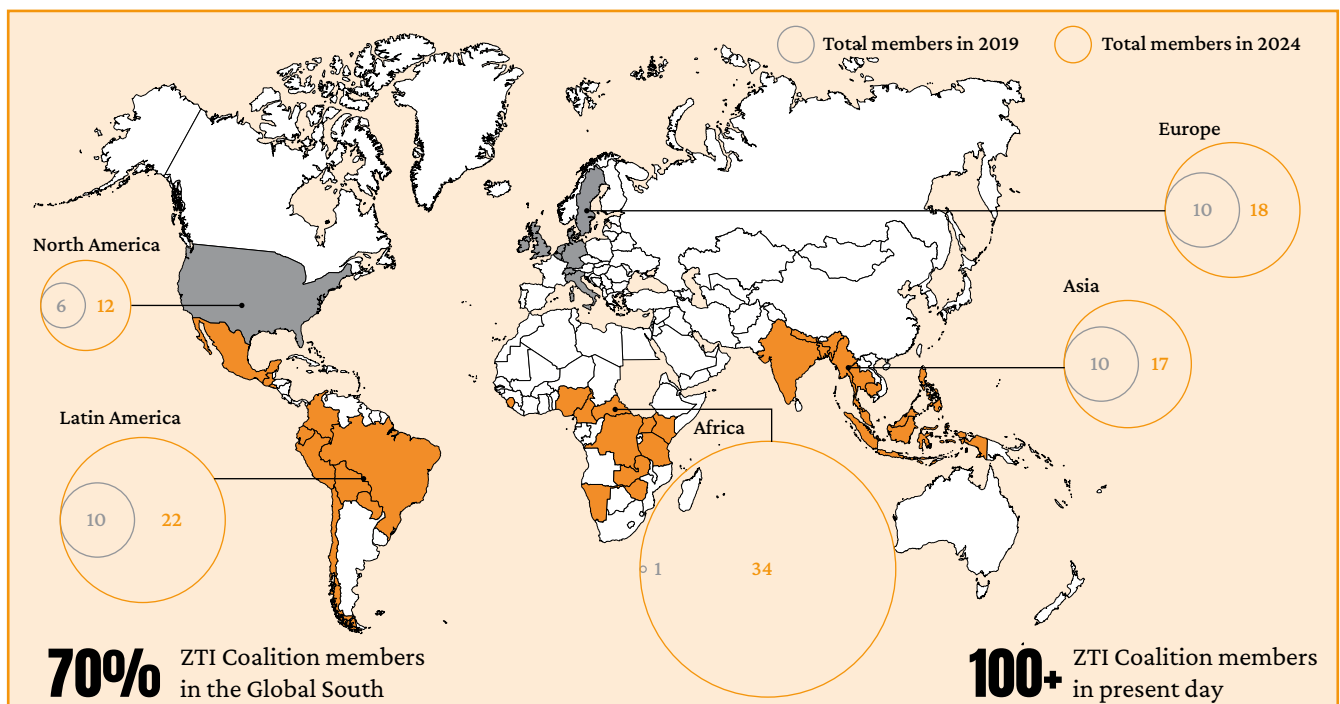 Total members in 2019
Total members in 2024
Europe
10
18
North America
6
12
Asia
10
17
Latin America
10
22
Africa
1
34
70%
ZTI Coalition members
in the Global South
100+
ZTI Coalition members
in present day